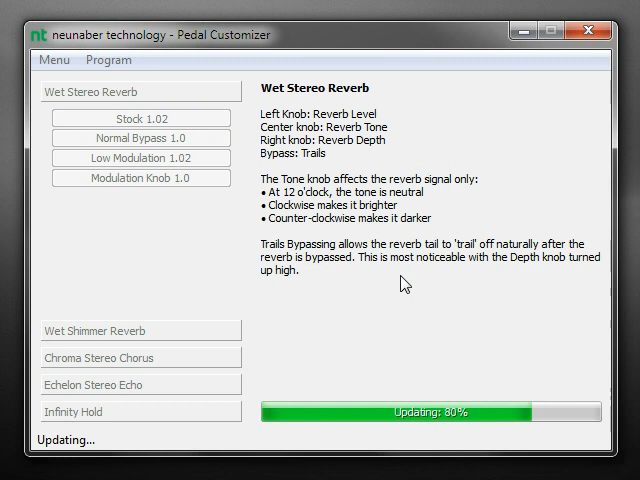 nt neunaber technology - Pedal Customizer
Menu Program
Wet Stereo Reverb
Stock 1.02
Normal Bypass 1.0
Low Modulation 1.02
Modulation Knob 1.0
Wet Shimmer Reverb
Chroma Stereo Chorus
Echelon Stereo Echo
Infinity Hold
Wet Stereo Reverb
Left Knob: Reverb Level
Center knob: Reverb Tone
Right knob: Reverb Depth
Bypass: Trails
The Tone knob affects the reverb signal only:
• At 12 o'clock, the tone is neutral
• Clockwise makes it brighter
• Counter-clockwise makes it darker
Trails Bypassing allows the reverb tail to 'trail' off naturally after the
reverb is bypassed. This is most noticeable with the Depth knob turned
up high.
Updating: 80%
Updating...